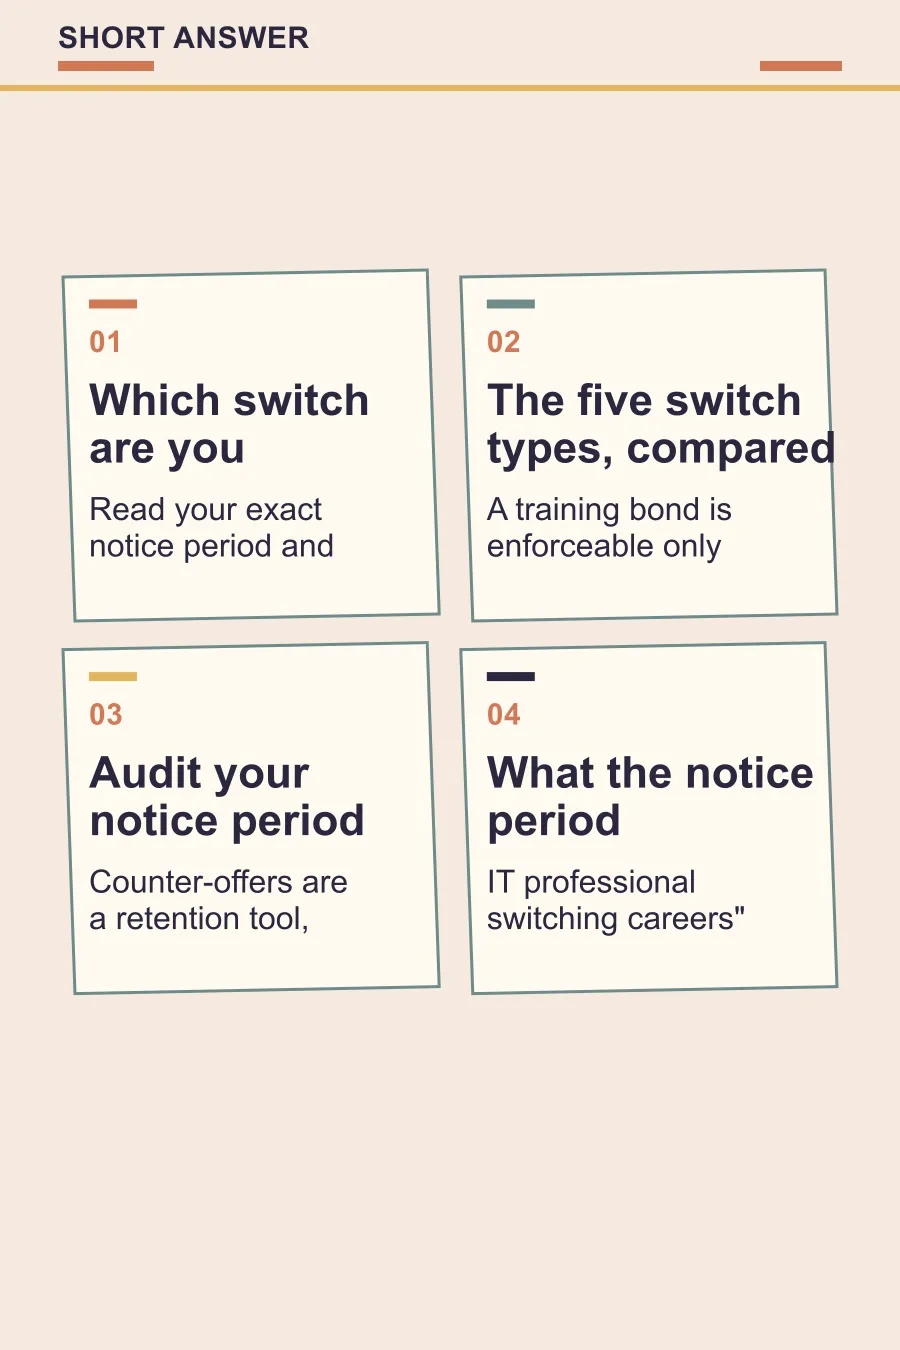 SHORT ANSWER
01
Which switch
are you
Read your exact
notice period and
02
The five switch
types, compared
A training bond is
enforceable only
03
Audit your
notice period
Counter-offers are
a retention tool,
04
What the notice
period
IT professional
switching careers"